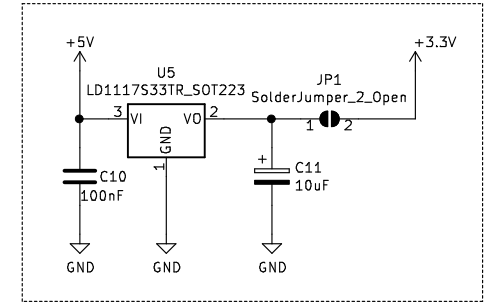 +5V
+3.3V
U5
LD1117S33TR_SOT223
JP1
SolderJumper_2_Open
3 VI
VO 2
1 2
GND
1
+
C10
100nF
C11
10uF
GND
GND
GND